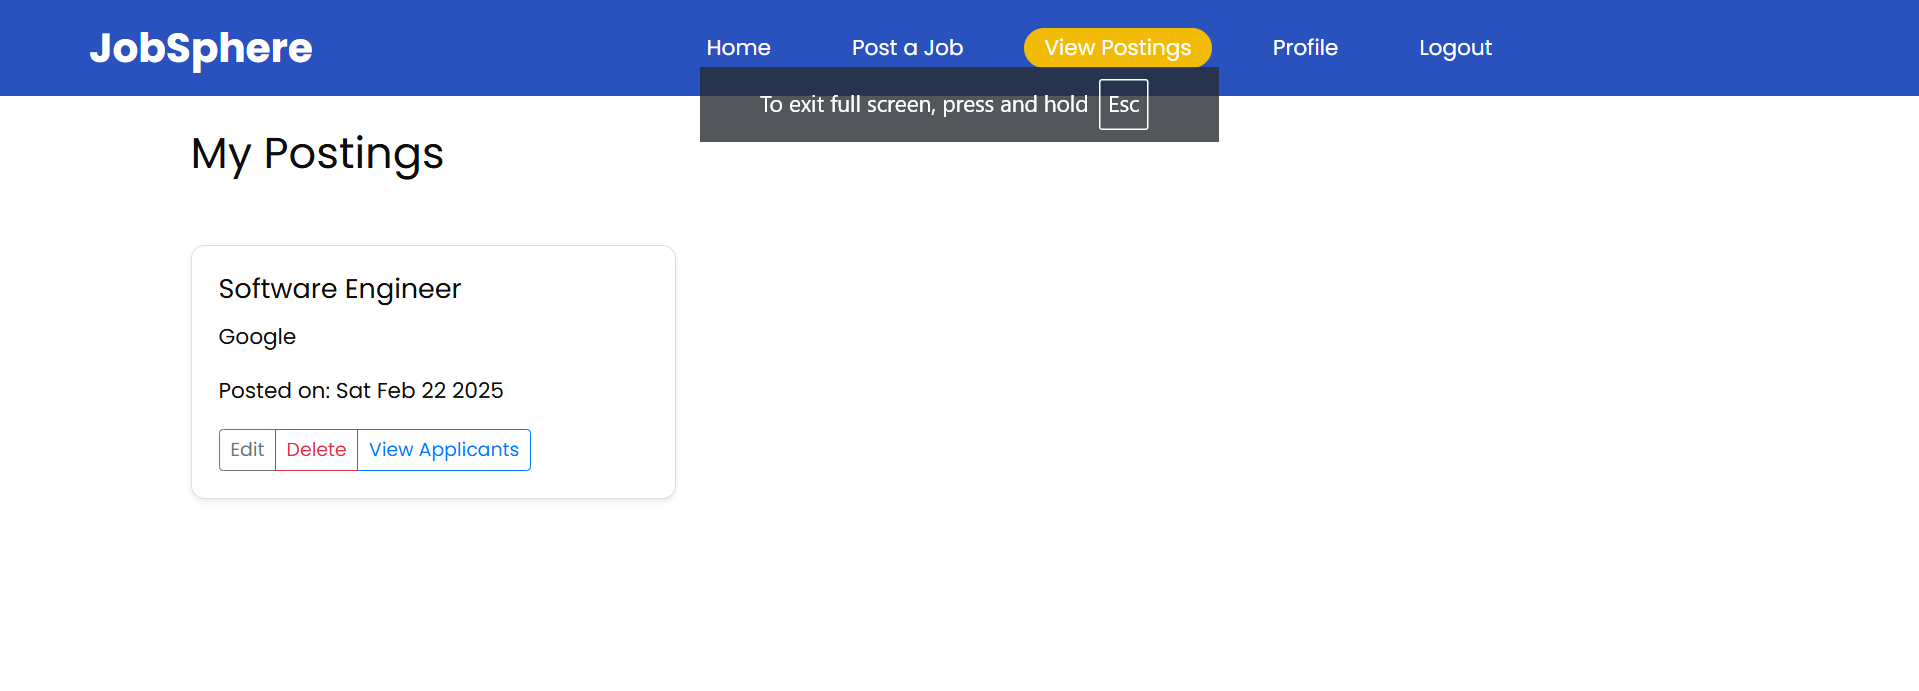 JobSphere Home Post a Job View Postings Profile Logout
To exit full screen, press and hold Esc
My Postings
Software Engineer
Google
Posted on: Sat Feb 22 2025
Edit Delete View Applicants